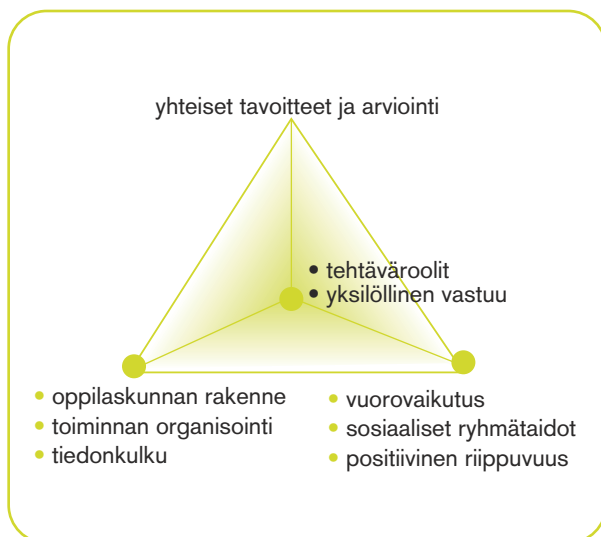 yhteiset tavoitteet ja arviointi
• tehtäväroolit
• yksilöllinen vastuu
• oppilaskunnan rakenne
• toiminnan organisointi
• tiedonkulku
• vuorovaikutus
• sosiaaliset ryhmätaidot
• positiivinen riippuvuus